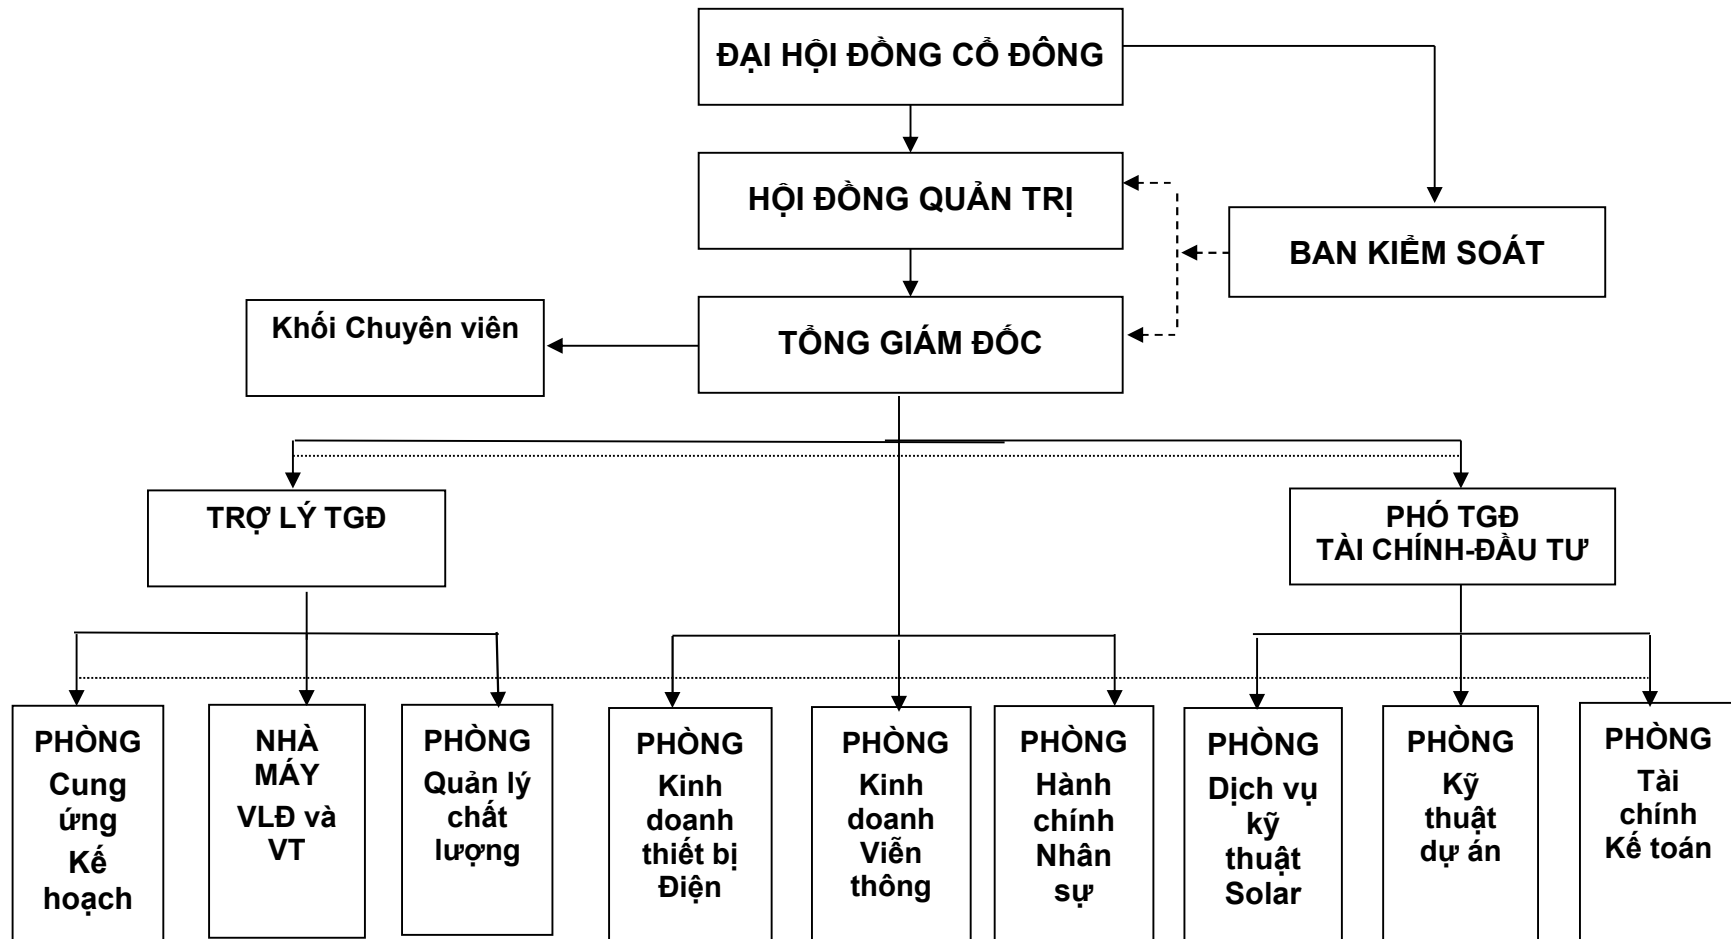 ĐẠI HỘI ĐỒNG CỔ ĐÔNG
HỘI ĐỒNG QUẢN TRỊ
BAN KIỂM SOÁT
Khối Chuyên viên
TỔNG GIÁM ĐỐC
TRỢ LÝ TGĐ
PHÓ TGĐ
TÀI CHÍNH-ĐẦU TƯ
PHÒNG
Cung
ứng
Kế
hoạch
NHÀ
MÁY
VLĐ và
VT
PHÒNG
Quản lý
chất
lượng
PHÒNG
Kinh
doanh
thiết bị
Điện
PHÒNG
Kinh
doanh
Viễn
thông
PHÒNG
Hành
chính
Nhân
sự
PHÒNG
Dịch vụ
kỹ
thuật
Solar
PHÒNG
Kỹ
thuật
dự án
PHÒNG
Tài
chính
Kế toán